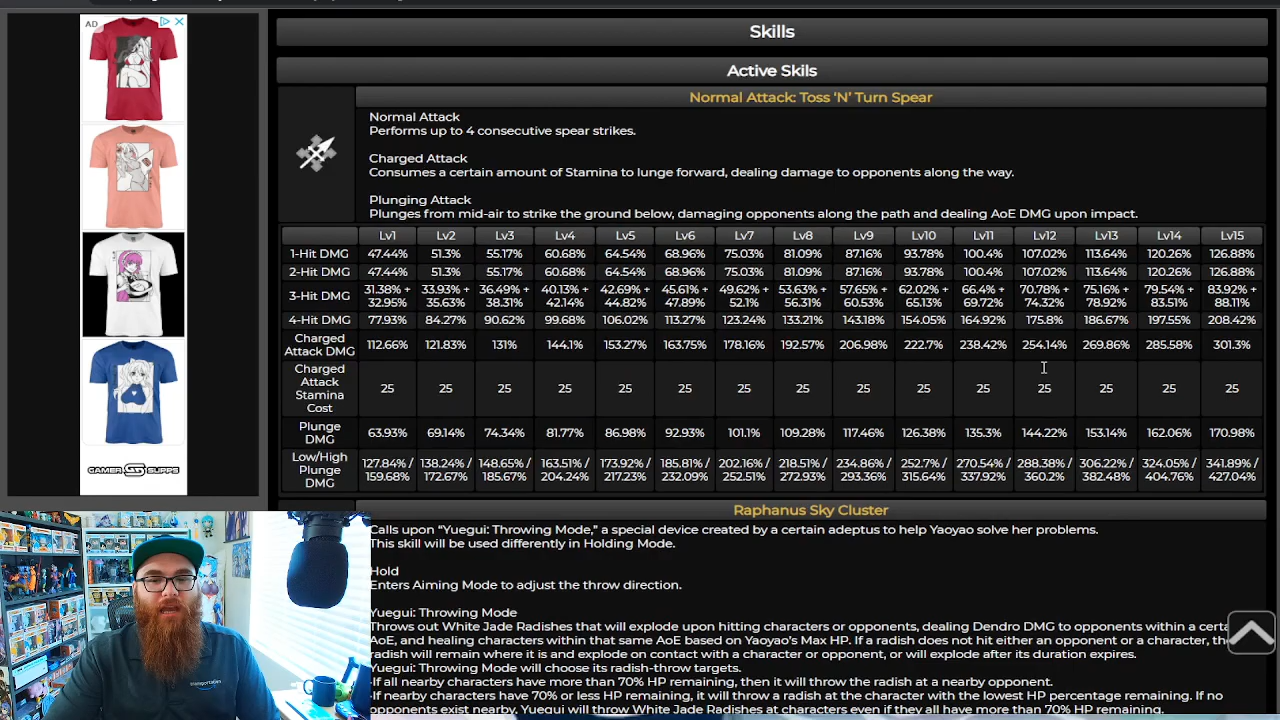 AD
Skills
Active Skils
Normal Attack: Toss ‘N’ Turn Spear
Normal Attack
Performs up to 4 consecutive spear strikes.
Charged Attack
Consumes a certain amount of Stamina to lunge forward, dealing damage to opponents along the way.
Plunging Attack
Plunges from mid-air to strike the ground below, damaging opponents along the path and dealing AoE DMG upon impact.
Lv1 Lv2 Lv3 Lv4 Lv5 Lv6 Lv7 Lv8 Lv9 Lv10 Lv11 Lv12 Lv13 Lv14 Lv15
1-Hit DMG 47.44% 51.3% 55.17% 60.68% 64.54% 68.96% 75.03% 81.09% 87.16% 93.78% 100.4% 107.02% 113.64% 120.26% 126.88%
2-Hit DMG 47.44% 51.3% 55.17% 60.68% 64.54% 68.96% 75.03% 81.09% 87.16% 93.78% 100.4% 107.02% 113.64% 120.26% 126.88%
3-Hit DMG 31.38% + 33.93% + 36.49% + 40.13% + 42.69% + 45.61% + 49.62% + 53.63% + 57.65% + 62.02% + 66.4% + 70.78% + 75.16% + 79.54% + 83.92% +
32.95% 35.63% 38.31% 42.14% 44.82% 47.89% 52.1% 56.31% 60.53% 65.13% 69.72% 74.32% 78.92% 83.51% 88.11%
4-Hit DMG 77.93% 84.27% 90.62% 99.68% 106.02% 113.27% 123.24% 133.21% 143.18% 154.05% 164.92% 175.8% 186.67% 197.55% 208.42%
Charged
Attack DMG 112.66% 121.83% 131% 144.1% 153.27% 163.75% 178.16% 192.57% 206.98% 222.7% 238.42% 254.14% 269.86% 285.58% 301.3%
Charged
Attack
Stamina
Cost 25 25 25 25 25 25 25 25 25 25 25 25 25 25 25
Plunge
DMG 63.93% 69.14% 74.34% 81.77% 86.98% 92.93% 101.1% 109.28% 117.46% 126.38% 135.3% 144.22% 153.14% 162.06% 170.98%
Low/High
Plunge
DMG 127.84% / 138.24% / 148.65% / 163.51% / 173.92% / 185.81% / 202.16% / 218.51% / 234.86% / 252.7% / 270.54% / 288.38% / 306.22% / 324.05% / 341.89% /
159.68% 172.67% 185.67% 204.24% 217.23% 232.09% 252.51% 272.93% 293.36% 315.64% 337.92% 360.2% 382.48% 404.76% 427.04%
GAMER SUPPS
Raphanus Sky Cluster
Calls upon “Yuegui: Throwing Mode,” a special device created by a certain adeptus to help Yaoyao solve her problems.
This skill will be used differently in Holding Mode.
Hold
Enters Aiming Mode to adjust the throw direction.
Yuegui: Throwing Mode
Throws out White Jade Radishes that will explode upon hitting characters or opponents, dealing Dendro DMG to opponents within a certa
AoE, and healing characters within that same AoE based on Yaoyao's Max HP. If a radish does not hit either an opponent or a character, th
radish will remain where it is and explode on contact with a character or opponent, or will explode after its duration expires.
Yuegui: Throwing Mode will choose its radish-throw targets.
-If all nearby characters have more than 70% HP remaining, then it will throw the radish at a nearby opponent.
-If nearby characters have 70% or less HP remaining, it will throw a radish at the character with the lowest HP percentage remaining. If no
opponents exist nearby, Yuegui will throw White Jade Radishes at characters even if they all have more than 70% HP remaining.